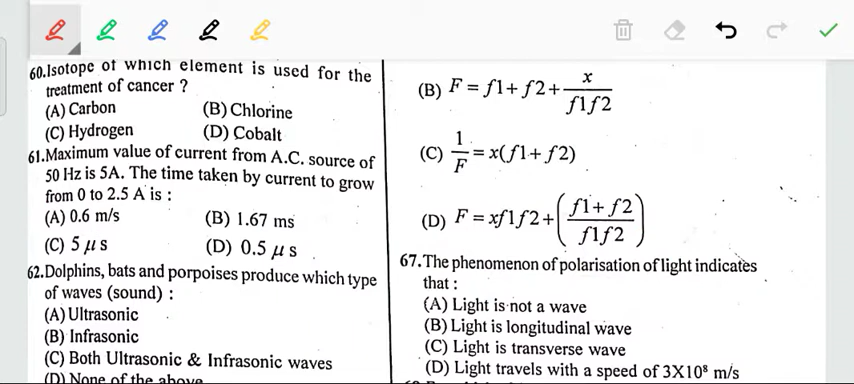 60.Isotope of which element is used for the
treatment of cancer ?
(A) Carbon (B) Chlorine
(C) Hydrogen (D) Cobalt
61.Maximum value of current from A.C. source of
50 Hz is 5A. The time taken by current to grow
from 0 to 2.5 A is :
(A) 0.6 m/s (B) 1.67 ms
(C) 5 μs (D) 0.5 μs
62.Dolphins, bats and porpoises produce which type
of waves (sound) :
(A) Ultrasonic
(B) Infrasonic
(C) Both Ultrasonic & Infrasonic waves
(D) None of the above
(B) F = f1+ f2+ x/f1f2
(C) 1/F = x(f1+ f2)
(D) F = xf1f2+(f1+ f2/f1f2)
67.The phenomenon of polarisation of light indicates
that :
(A) Light is not a wave
(B) Light is longitudinal wave
(C) Light is transverse wave
(D) Light travels with a speed of 3X10⁸ m/s